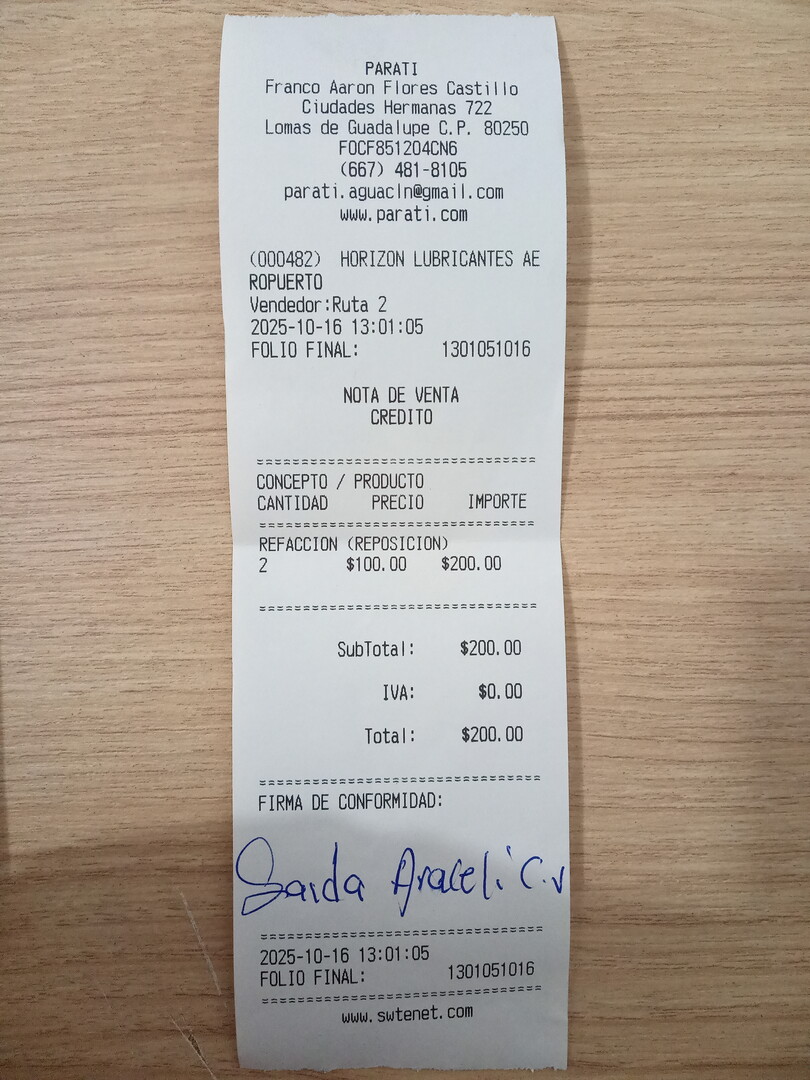 PARATI
Franco Aaron Flores Castillo
Ciudades Hermanas 722
Lomas de Guadalupe C.P. 80250
FOCF851204CN6
(667) 481-8105
parati.aguacln@gmail.com
www.parati.com
(000482) HORIZON LUBRICANTES AE
ROPUERTO
Vendedor:Ruta 2
2025-10-16 13:01:05
FOLIO FINAL: 1301051016
NOTA DE VENTA
CREDITO
================================
CONCEPTO / PRODUCTO
CANTIDAD PRECIO IMPORTE
================================
REFACCION (REPOSICION)
2 $100.00 $200.00
================================
SubTotal: $200.00
IVA: $0.00
Total: $200.00
================================
FIRMA DE CONFORMIDAD:
Saida Araceli C.v
================================
2025-10-16 13:01:05
FOLIO FINAL: 1301051016
================================
www.swtenet.com